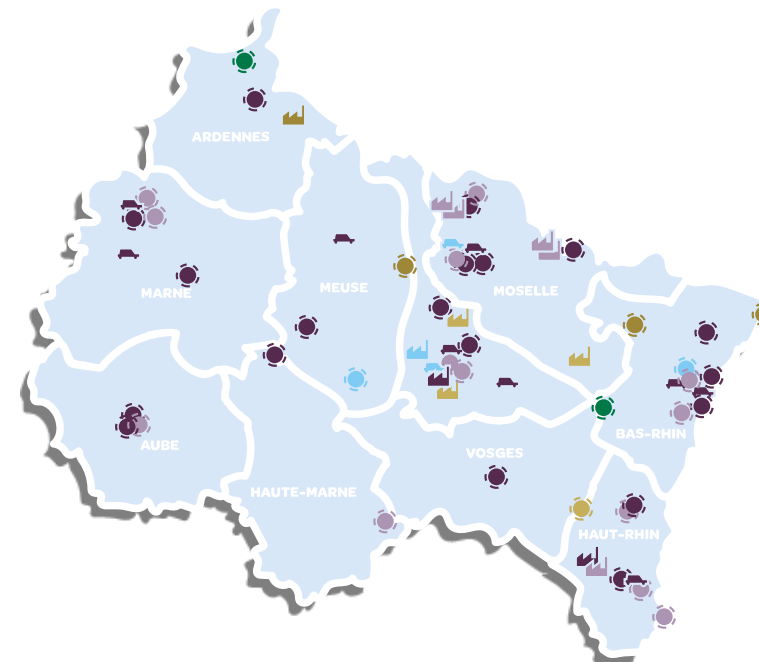 ARDENNES
MARNE
MEUSE
MOSELLE
AUBE
HAUTE-MARNE
VOSGES
BAS-RHIN
HAUT-RHIN